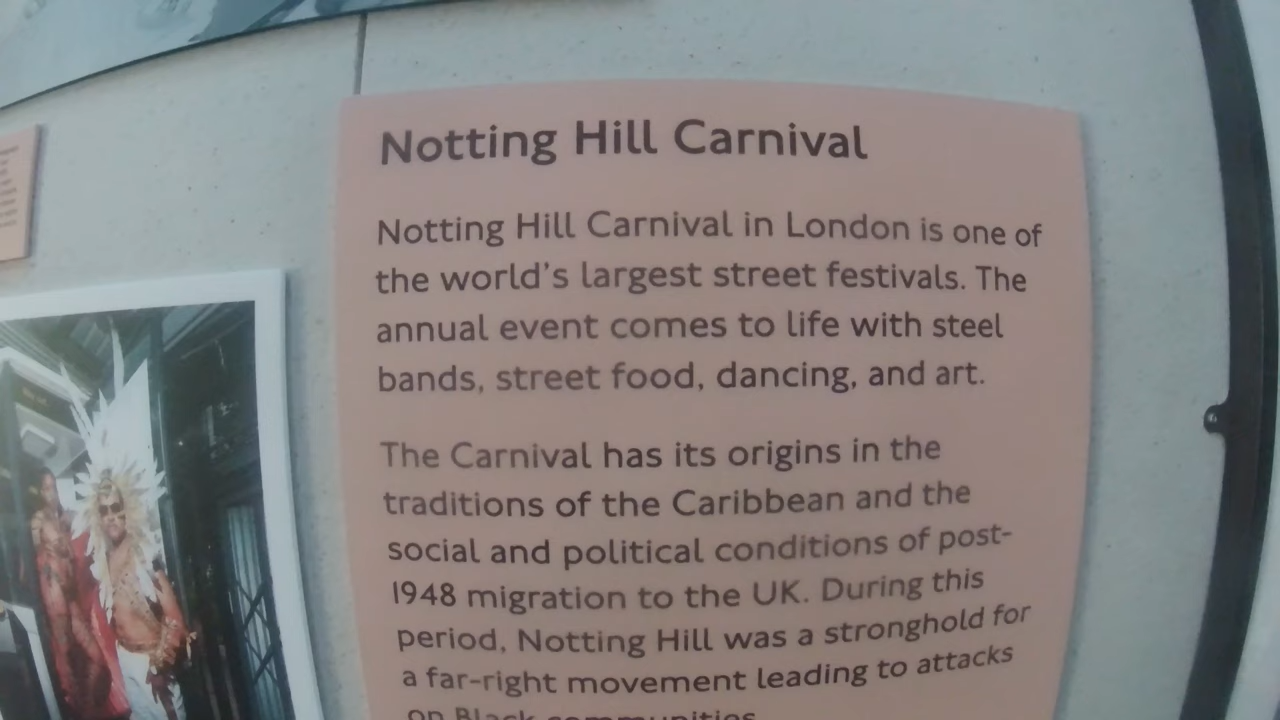 Notting Hill Carnival
Notting Hill Carnival in London is one of
the world's largest street festivals. The
annual event comes to life with steel
bands, street food, dancing, and art.
The Carnival has its origins in the
traditions of the Caribbean and the
social and political conditions of post-
1948 migration to the UK. During this
period, Notting Hill was a stronghold for
a far-right movement leading to attacks
on Black communities